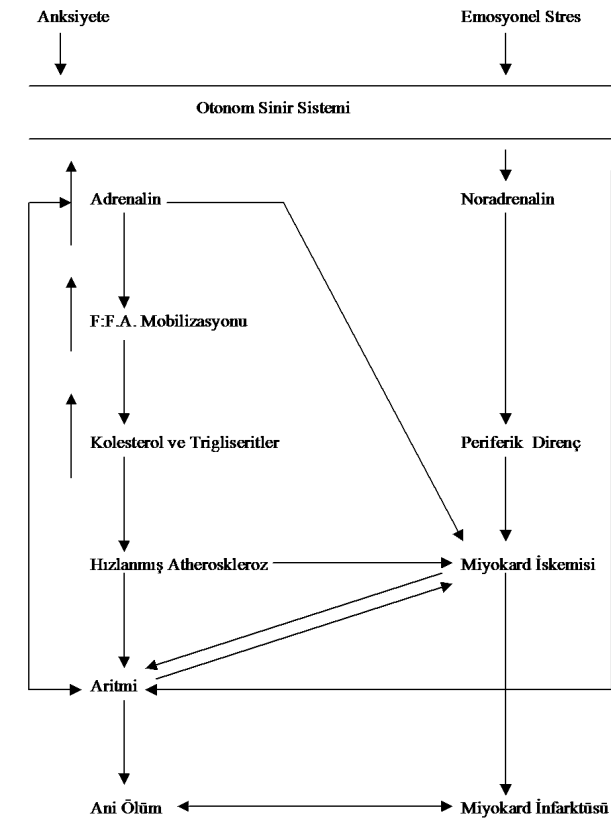 Anksiyete Emosyonel Stres
Otonom Sinir Sistemi
Adrenalin Noradrenalin
F:F.A. Mobilizasyonu
Kolesterol ve Trigliseritler Periferik Direnç
Hızlanmış Atheroskleroz Miyokard İskemisi
Aritmi
Ani Ölüm Miyokard İnfarktüsü